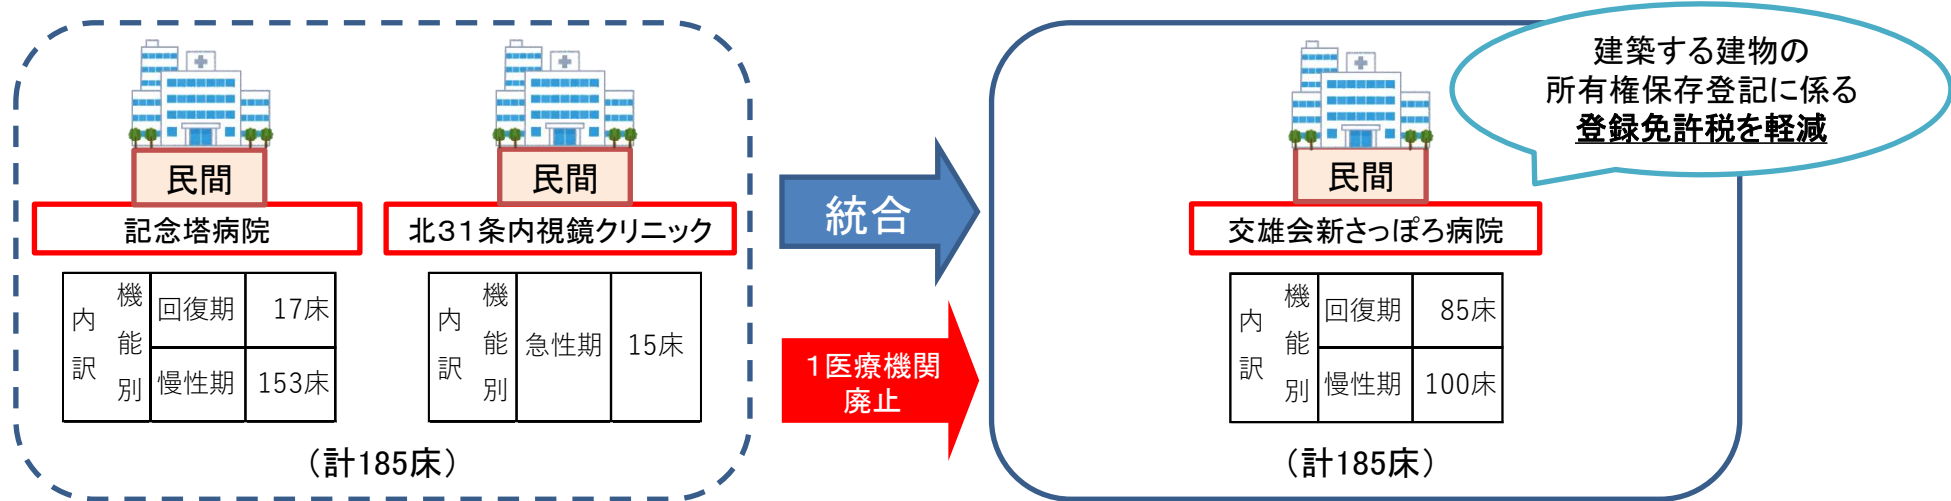 民間
記念塔病院
内訳
機能別
回復期 17床
慢性期 153床
民間
北31条内視鏡クリニック
内訳
機能別
急性期 15床
（計185床）
統合
1医療機関
廃止
建築する建物の
所有権保存登記に係る
登録免許税を軽減
民間
交雄会新さっぽろ病院
内訳
機能別
回復期 85床
慢性期 100床
（計185床）